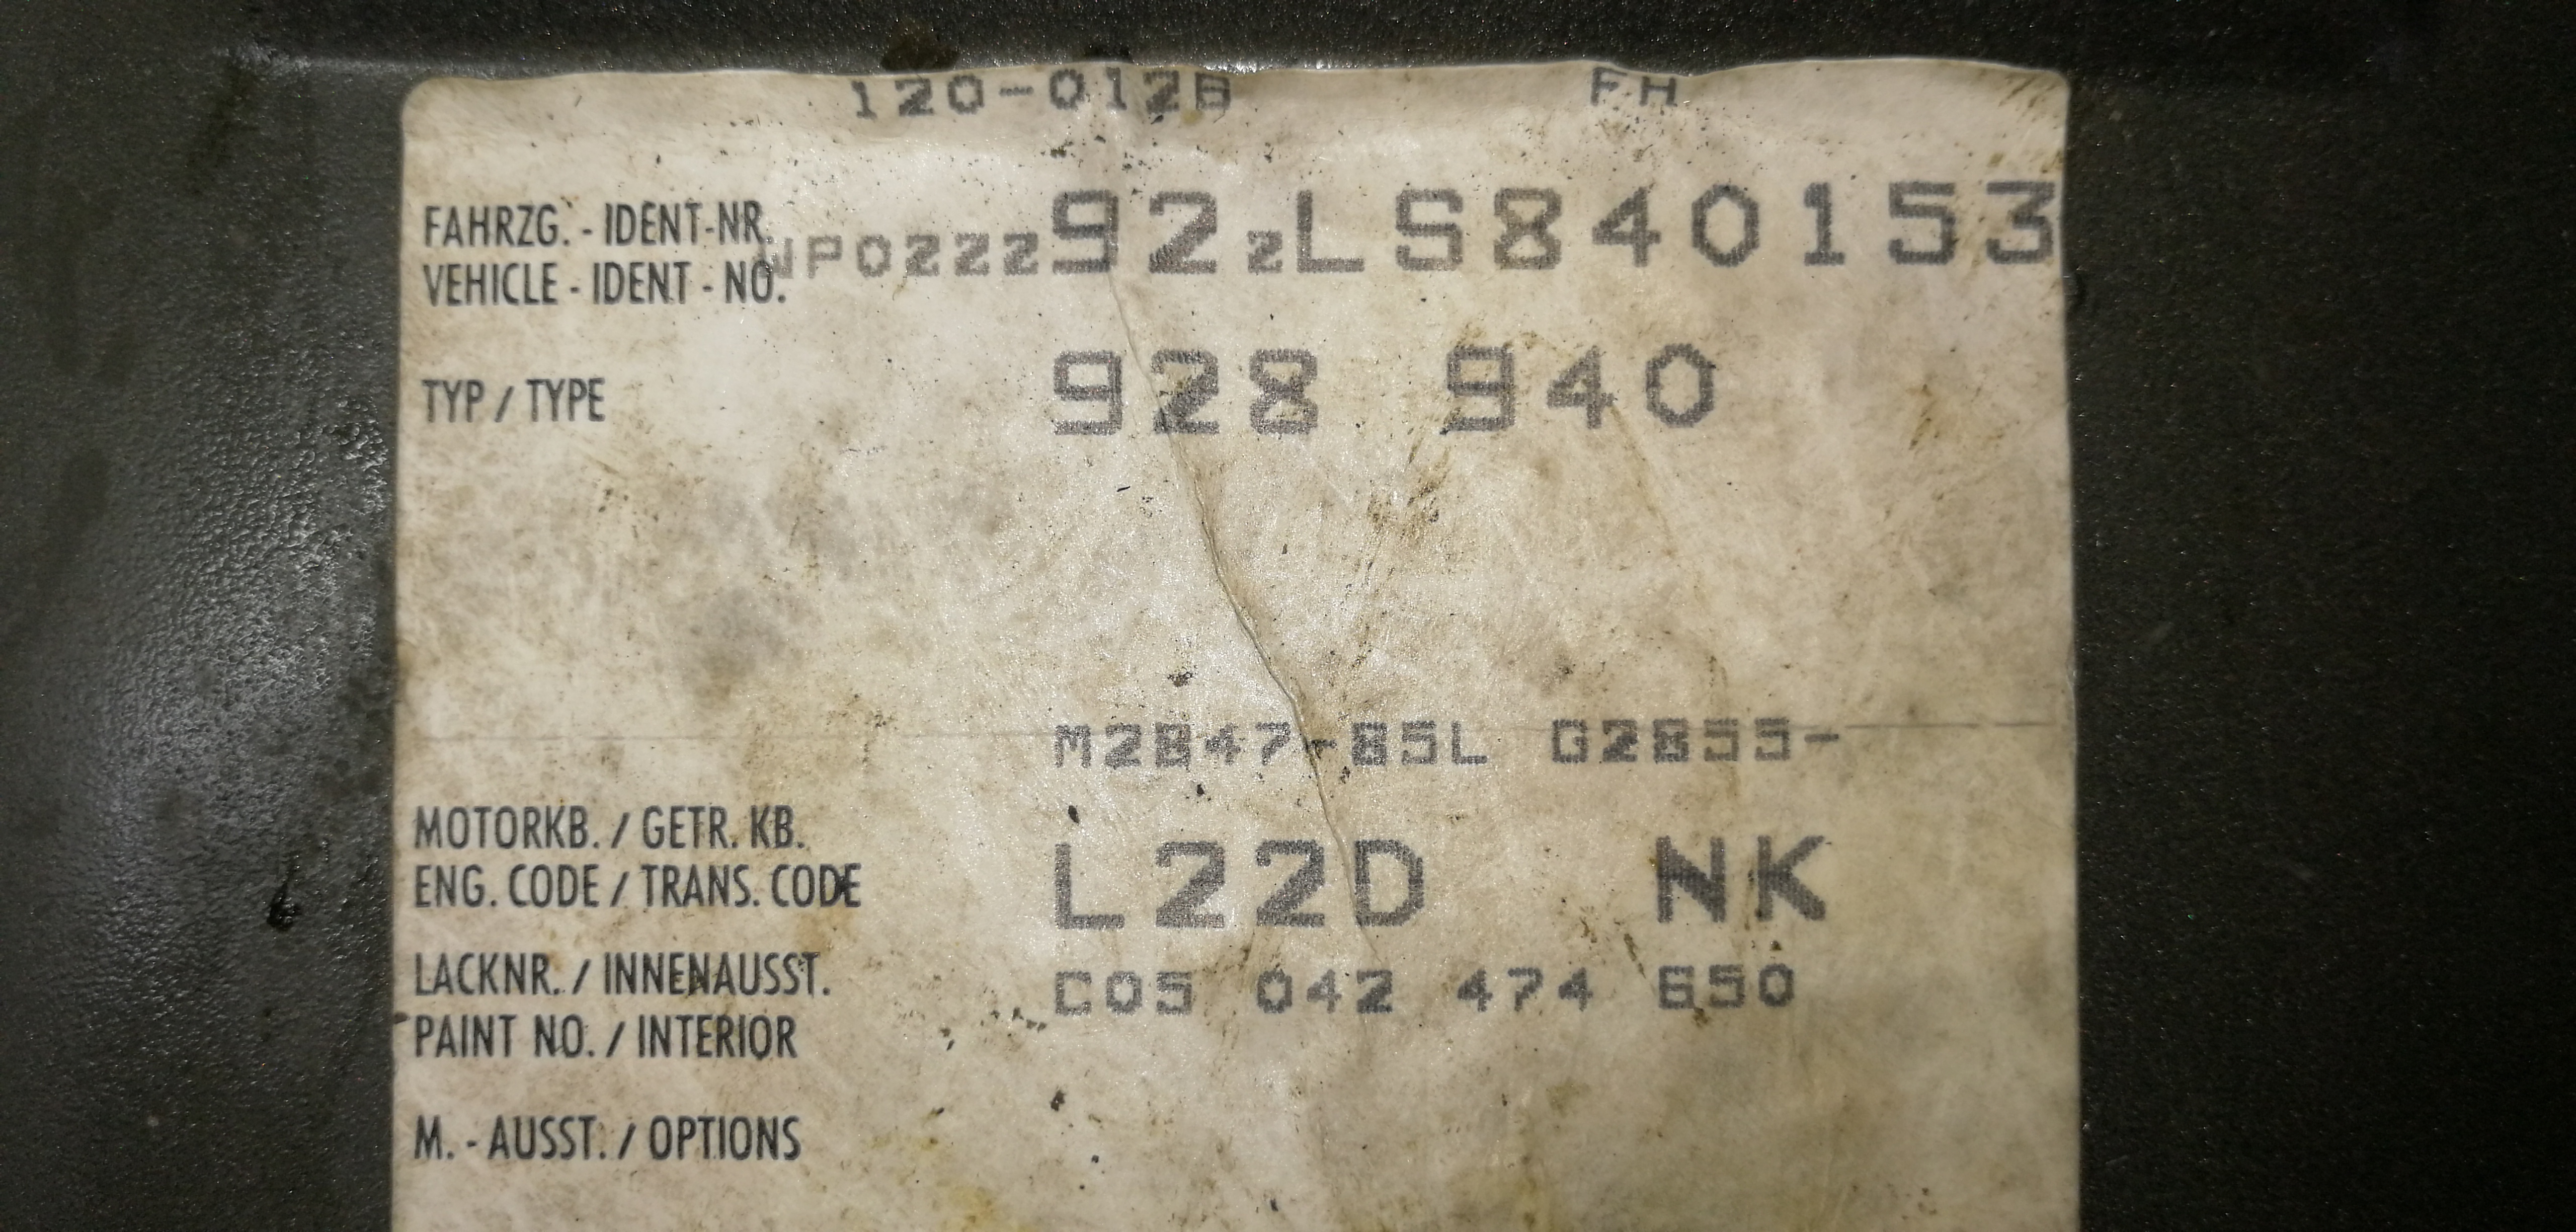 120-0128 FH
FAHRZG. - IDENT-NR.
VEHICLE - IDENT - NO. WP0ZZZ92ZLS840153
TYP / TYPE 928 940
M2847-85L G2855-
MOTORKB. / GETR. KB.
ENG. CODE / TRANS. CODE L22D NK
LACKNR. / INNENAUSST. C05 042 474 650
PAINT NO. / INTERIOR
M. - AUSST. / OPTIONS